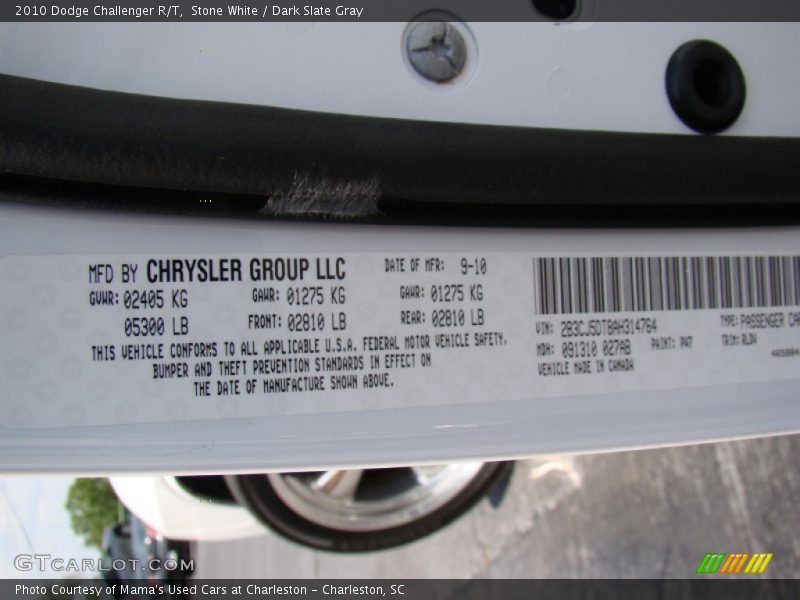 2010 Dodge Challenger R/T, Stone White / Dark Slate Gray
MFD BY CHRYSLER GROUP LLC DATE OF MFR: 9-10
GVWR: 02405 KG GAWR: 01275 KG GAWR: 01275 KG
05300 LB FRONT: 02810 LB REAR: 02810 LB
THIS VEHICLE CONFORMS TO ALL APPLICABLE U.S.A. FEDERAL MOTOR VEHICLE SAFETY,
BUMPER AND THEFT PREVENTION STANDARDS IN EFFECT ON
THE DATE OF MANUFACTURE SHOWN ABOVE.
VIN: 2B3CJ5DT8AH314764 TYPE: PASSENGER CAR
MDH: 091310 027AB PAINT: PW7 TRIM: RLDV
VEHICLE MADE IN CANADA
GTCARLOT.COM
Photo Courtesy of Mama's Used Cars at Charleston - Charleston, SC